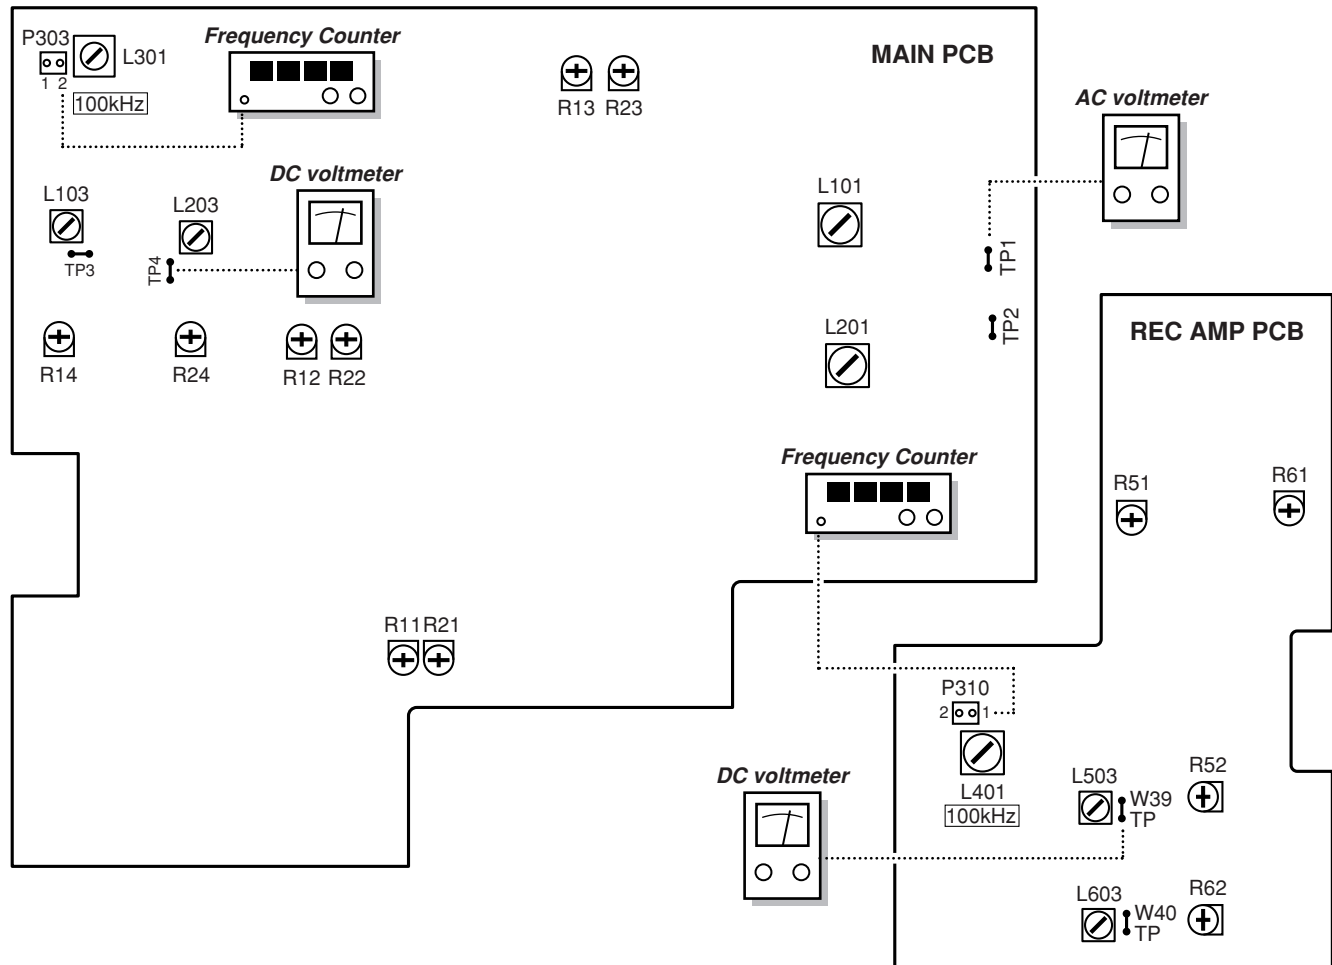 P303
L301
1 2
100kHz
Frequency Counter
R13 R23
MAIN PCB
AC voltmeter
L103
TP3
L203
TP4
DC voltmeter
L101
TP1
TP2
L201
R14
R24
R12 R22
REC AMP PCB
Frequency Counter
R51
R61
R11 R21
P310
2 1
L401
100kHz
DC voltmeter
L503
W39
TP
R52
L603
W40
TP
R62